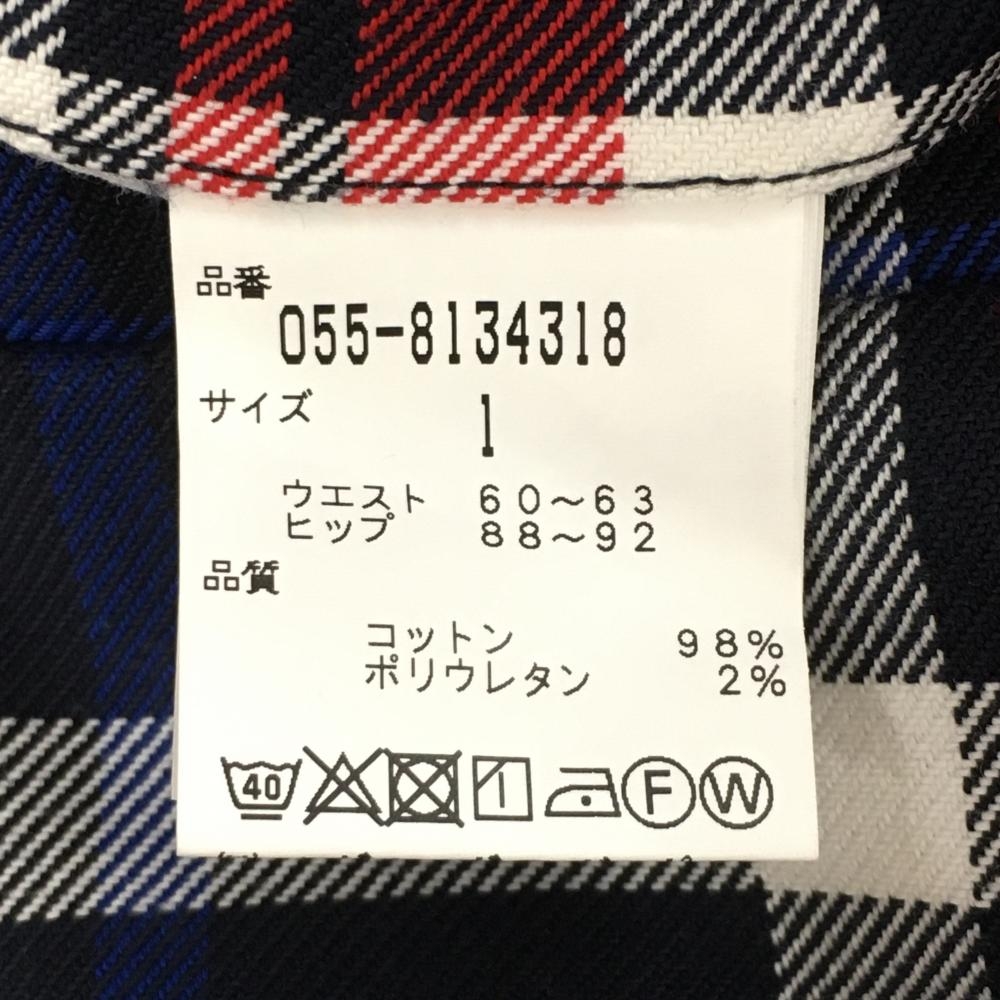 品番
055-8134318
サイズ 1
ウエスト 60～63
ヒップ 88～92
品質
コットン 98%
ポリウレタン 2%
40 F W